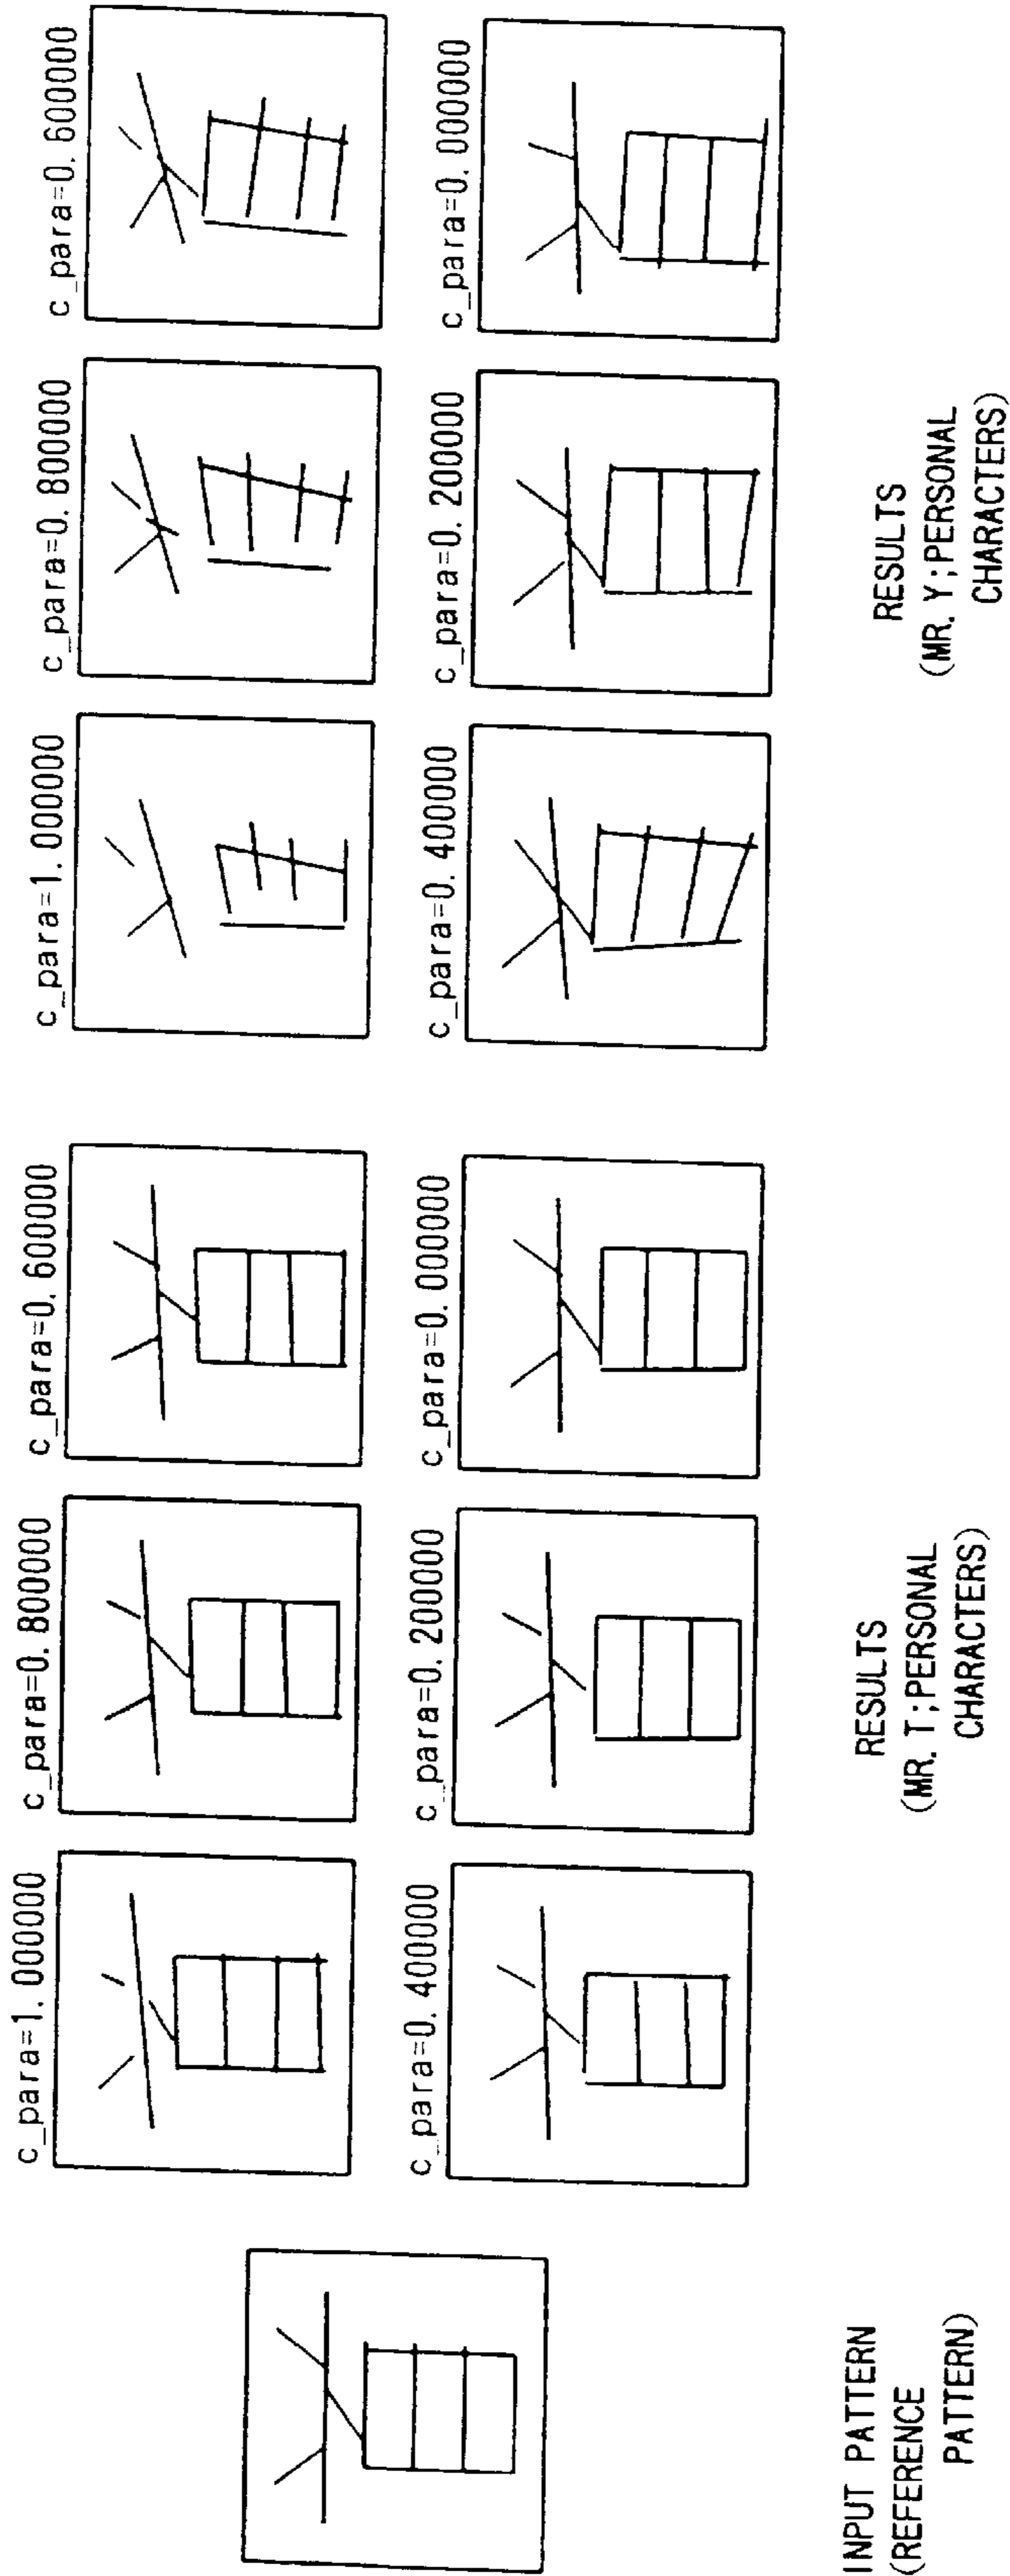 INPUT PATTERN
(REFERENCE
PATTERN)
c_para=1. 000000
c_para=0. 800000
c_para=0. 600000
c_para=0. 400000
c_para=0. 200000
c_para=0. 000000
RESULTS
(MR. T;PERSONAL
CHARACTERS)
c_para=1. 000000
c_para=0. 800000
c_para=0. 600000
c_para=0. 400000
c_para=0. 200000
c_para=0. 000000
RESULTS
(MR. Y;PERSONAL
CHARACTERS)